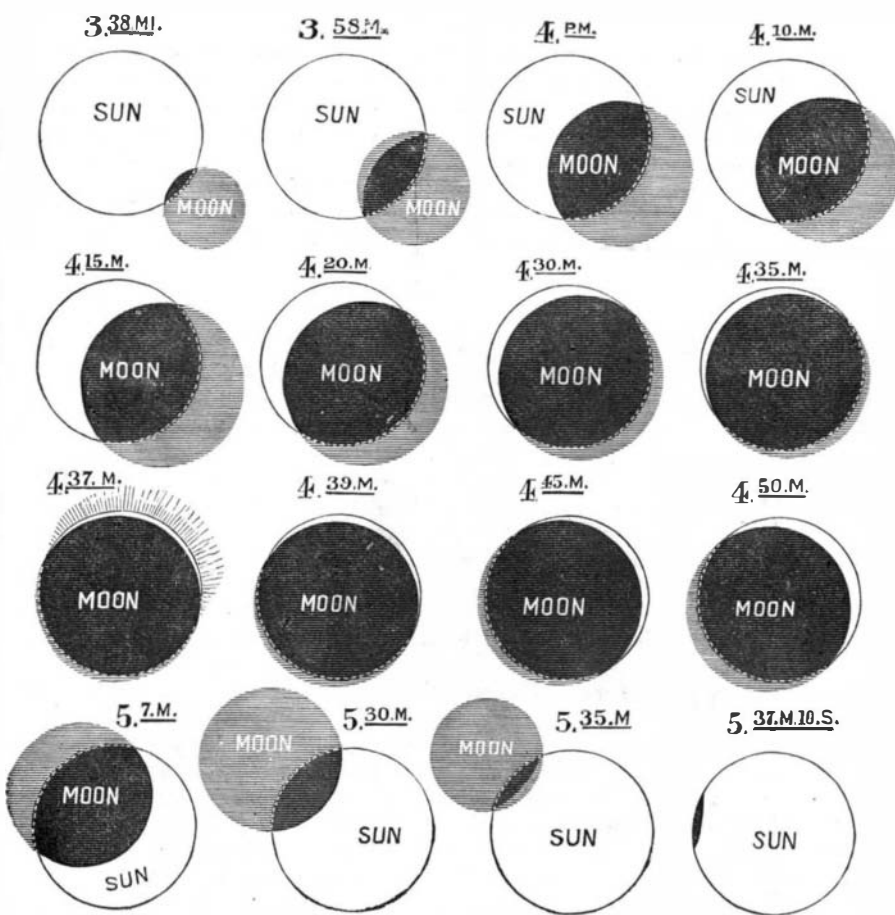 3.38 MI.
3. 58.M.
4. P.M.
4. 10.M.
SUN
MOON
SUN
MOON
SUN
MOON
SUN
MOON
4.15.M.
4.20.M.
4.30.M.
4.35.M.
MOON
MOON
MOON
MOON
4.37.M.
4.39.M.
4.45.M.
4.50.M.
MOON
MOON
MOON
MOON
5.7.M.
5.30.M.
5.35.M
5.37.M.10.S.
MOON
SUN
MOON
SUN
MOON
SUN
SUN